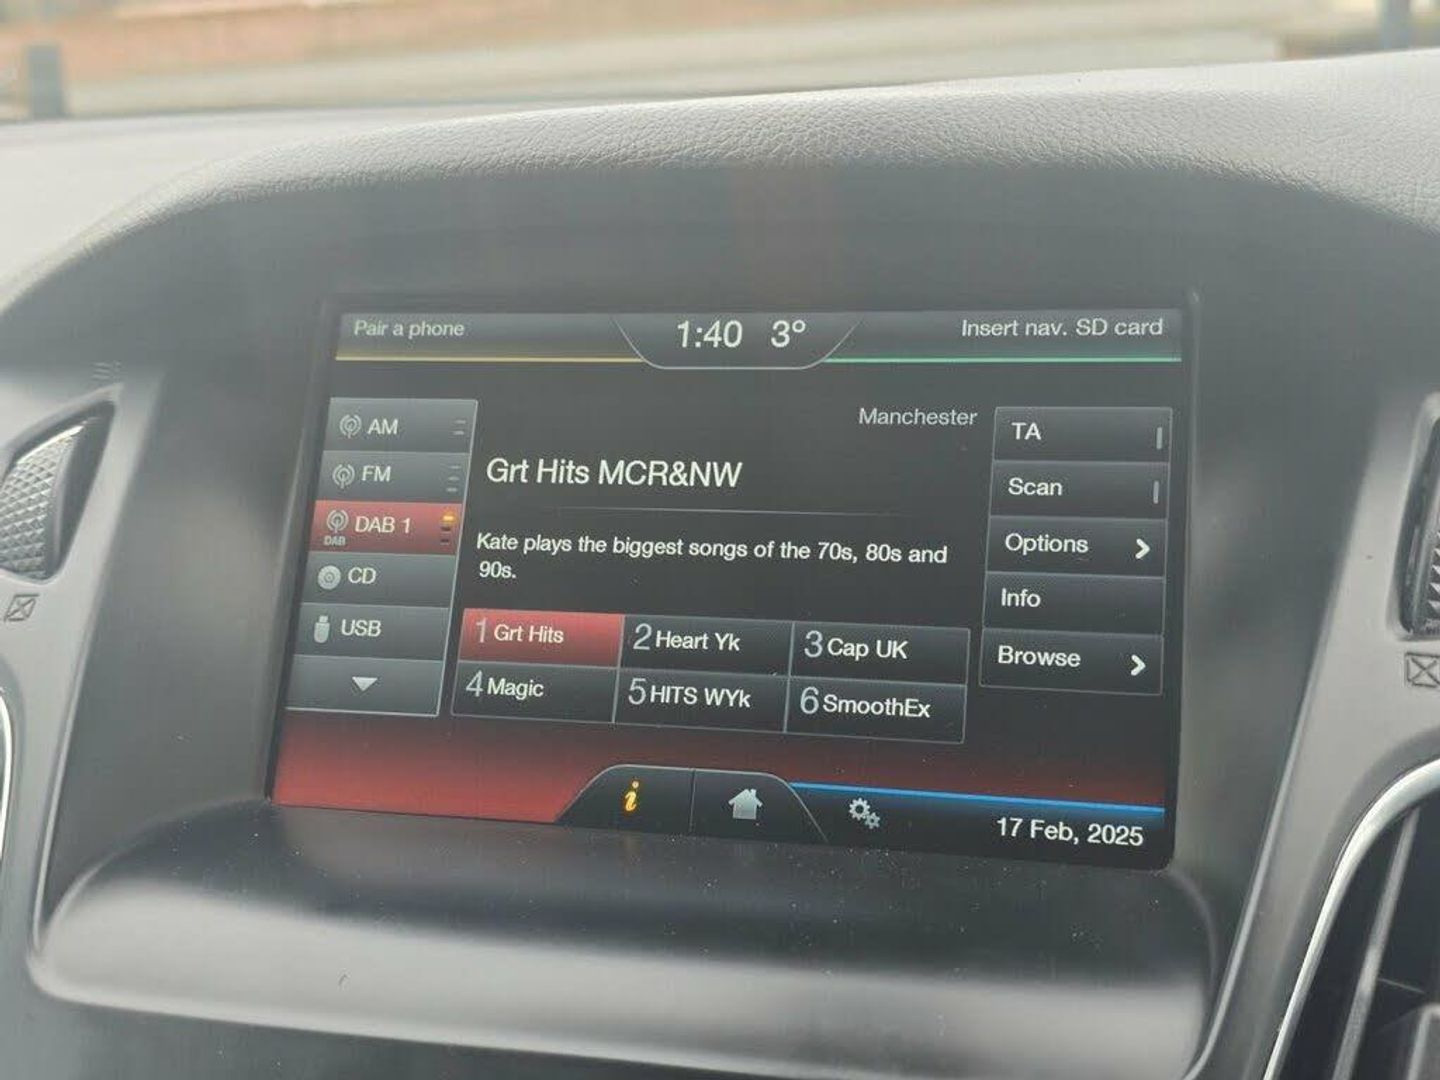 Pair a phone
1:40 3°
Insert nav. SD card
AM
FM
DAB 1
DAB
CD
USB
Manchester
Grt Hits MCR&NW
Kate plays the biggest songs of the 70s, 80s and
90s.
1 Grt Hits
2 Heart Yk
3 Cap UK
4 Magic
5 HITS WYk
6 SmoothEx
TA
Scan
Options
Info
Browse
i
17 Feb, 2025